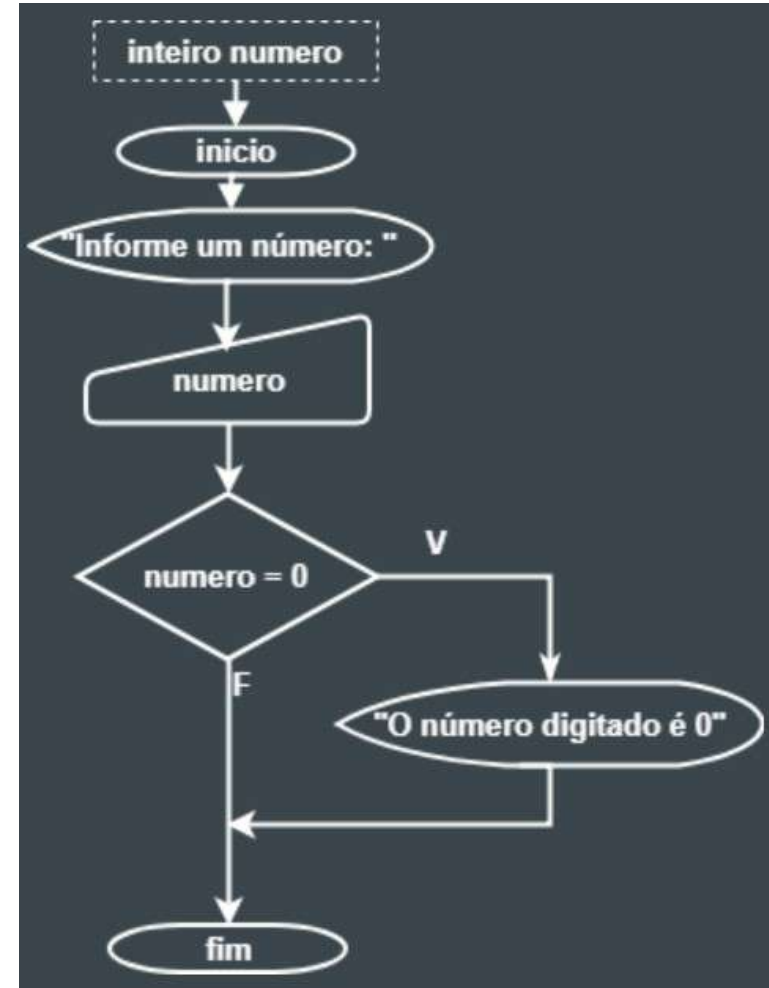 inteiro numero
inicio
"Informe um número: "
numero
numero = 0
V
F
"O número digitado é 0"
fim